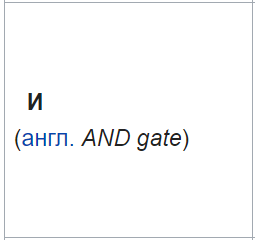 И
(англ. AND gate)